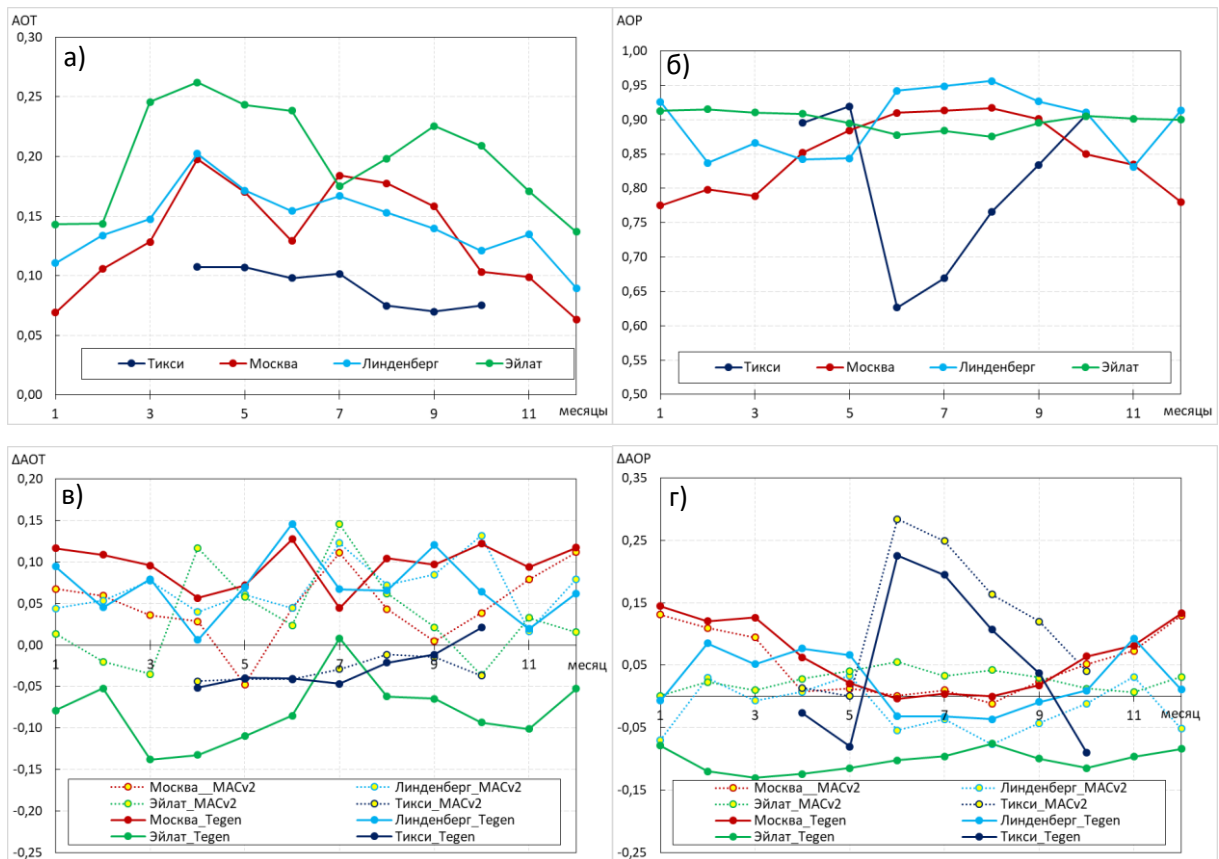 АОТ
а)
0,30
0,25
0,20
0,15
0,10
0,05
0,00
Тикси Москва Линденберг Эйлат
1 3 5 7 9 11 месяцы
АОР
б)
1,00
0,95
0,90
0,85
0,80
0,75
0,70
0,65
0,60
0,55
0,50
Тикси Москва Линденберг Эйлат
1 3 5 7 9 11 месяцы
ΔАОТ
в)
0,20
0,15
0,10
0,05
0,00
1 3 5 7 9 11 месяц
-0,05
-0,10
-0,15
-0,20
-0,25
Москва__MACv2 Линденберг_MACv2
Эйлат_MACv2 Тикси_MACv2
Москва_Tegen Линденберг_Tegen
Эйлат_Tegen Тикси_Tegen
ΔАОР
г)
0,35
0,25
0,15
0,05
1 3 5 7 9 11 месяц
-0,05
-0,15
-0,25
Москва__MACv2 Линденберг_MACv2
Эйлат_MACv2 Тикси_MACv2
Москва_Tegen Линденберг_Tegen
Эйлат_Tegen Тикси_Tegen